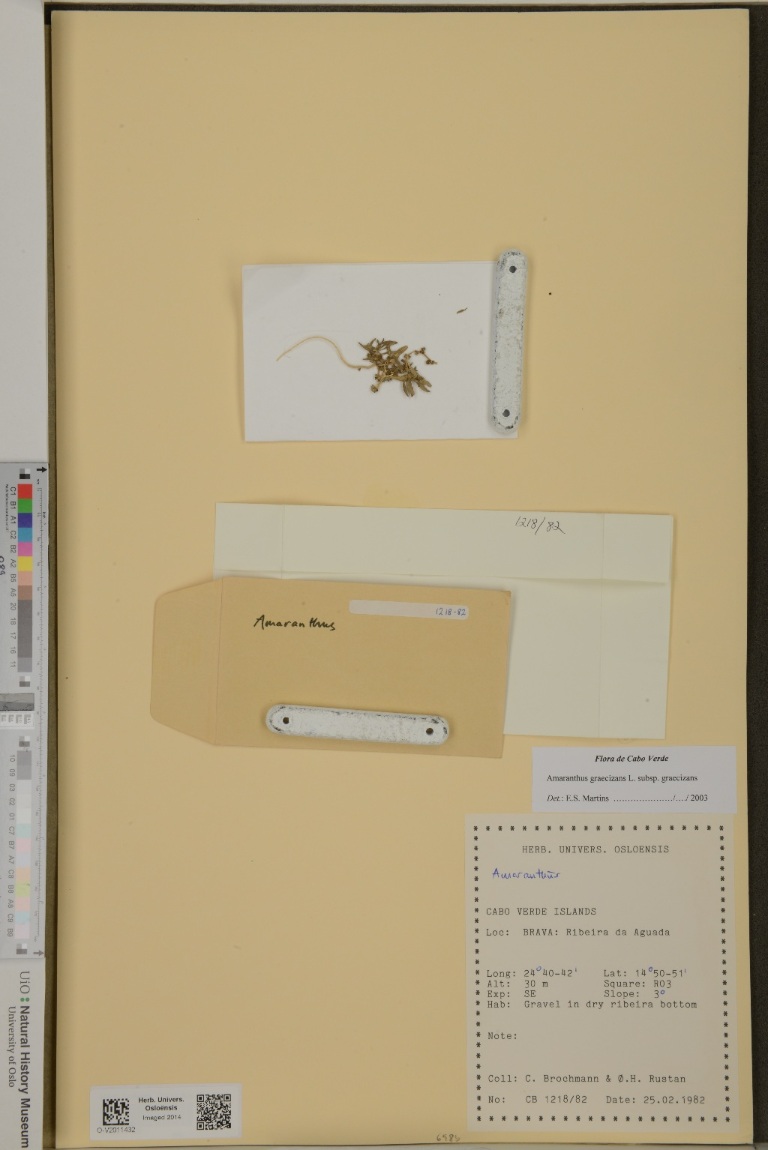 1218/82
1218-82
Amaranthus
Flora de Cabo Verde
Amaranthus graecizans L. subsp. graecizans
Det.: E.S. Martins ...................../..../ 2003
HERB. UNIVERS. OSLOENSIS
Amaranthus
CABO VERDE ISLANDS
Loc: BRAVA: Ribeira da Aguada
Long: 24°40-42' Lat: 14°50-51'
Alt: 30 m Square: R03
Exp: SE Slope: 3°
Hab: Gravel in dry ribeira bottom
Note:
Coll: C. Brochmann & Ø.H. Rustan
No: CB 1218/82 Date: 25.02.1982
Herb. Univers.
Osloensis
Imaged 2014
O-V2011432
UiO Natural History Museum
University of Oslo